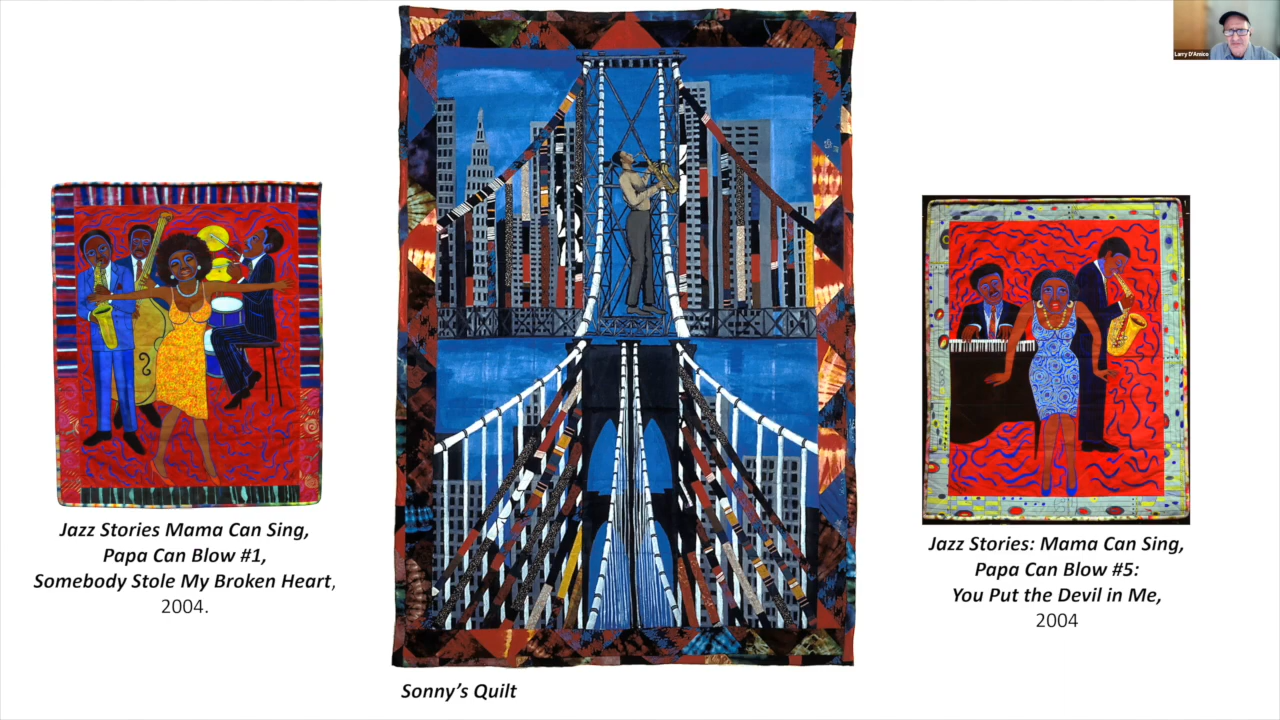 Larry D'Amico
Jazz Stories Mama Can Sing,
Papa Can Blow #1,
Somebody Stole My Broken Heart,
2004.
Sonny's Quilt
Jazz Stories: Mama Can Sing,
Papa Can Blow #5:
You Put the Devil in Me,
2004